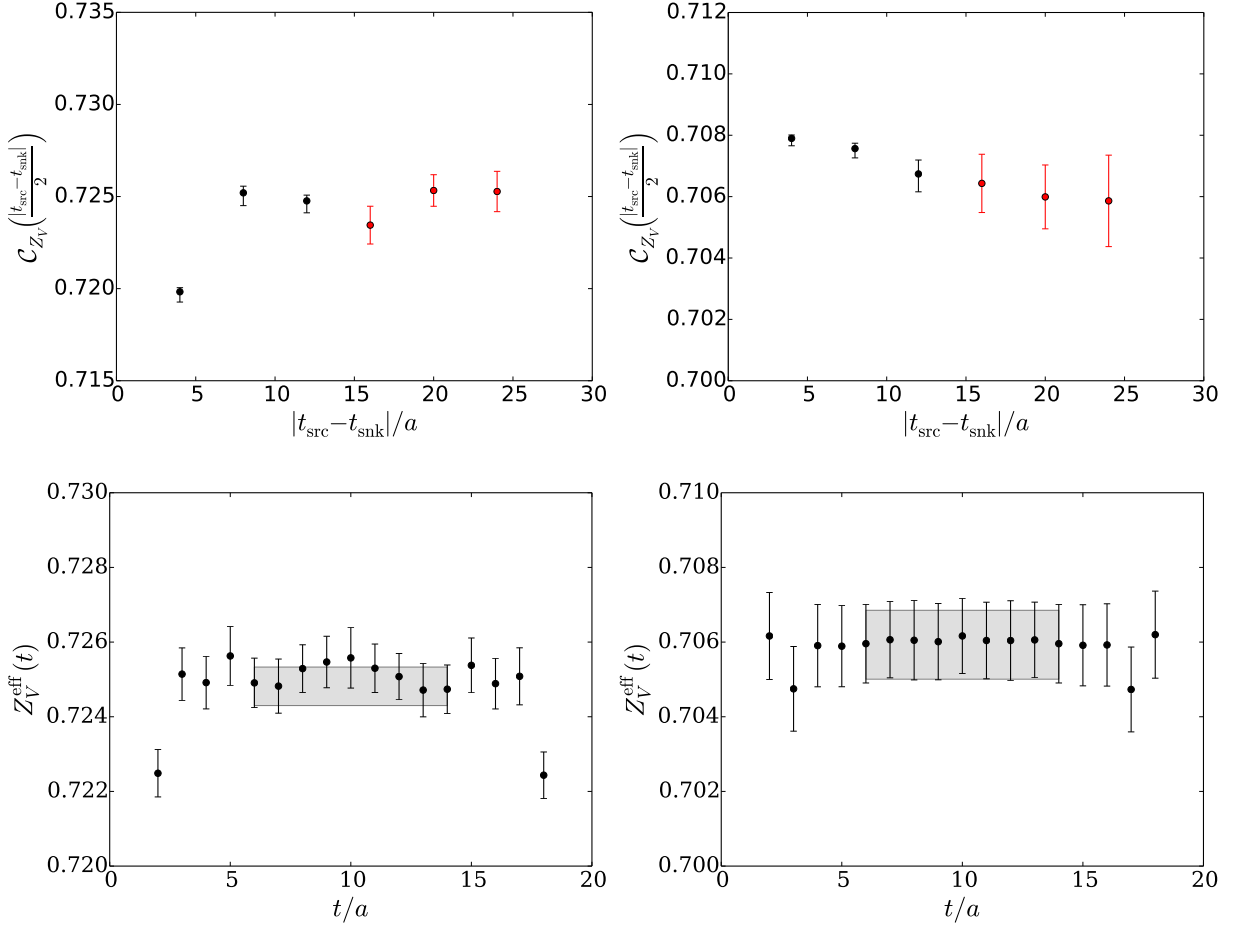 0.735
0.730
0.725
0.720
0.715
0 5 10 15 20 25 30
|t_src−t_snk|/a
𝒞_{Z_V}(|t_src−t_snk|/2)
0.712
0.710
0.708
0.706
0.704
0.702
0.700
0 5 10 15 20 25 30
|t_src−t_snk|/a
𝒞_{Z_V}(|t_src−t_snk|/2)
0.730
0.728
0.726
0.724
0.722
0.720
0 5 10 15 20
t/a
Z_V^eff(t)
0.710
0.708
0.706
0.704
0.702
0.700
0 5 10 15 20
t/a
Z_V^eff(t)